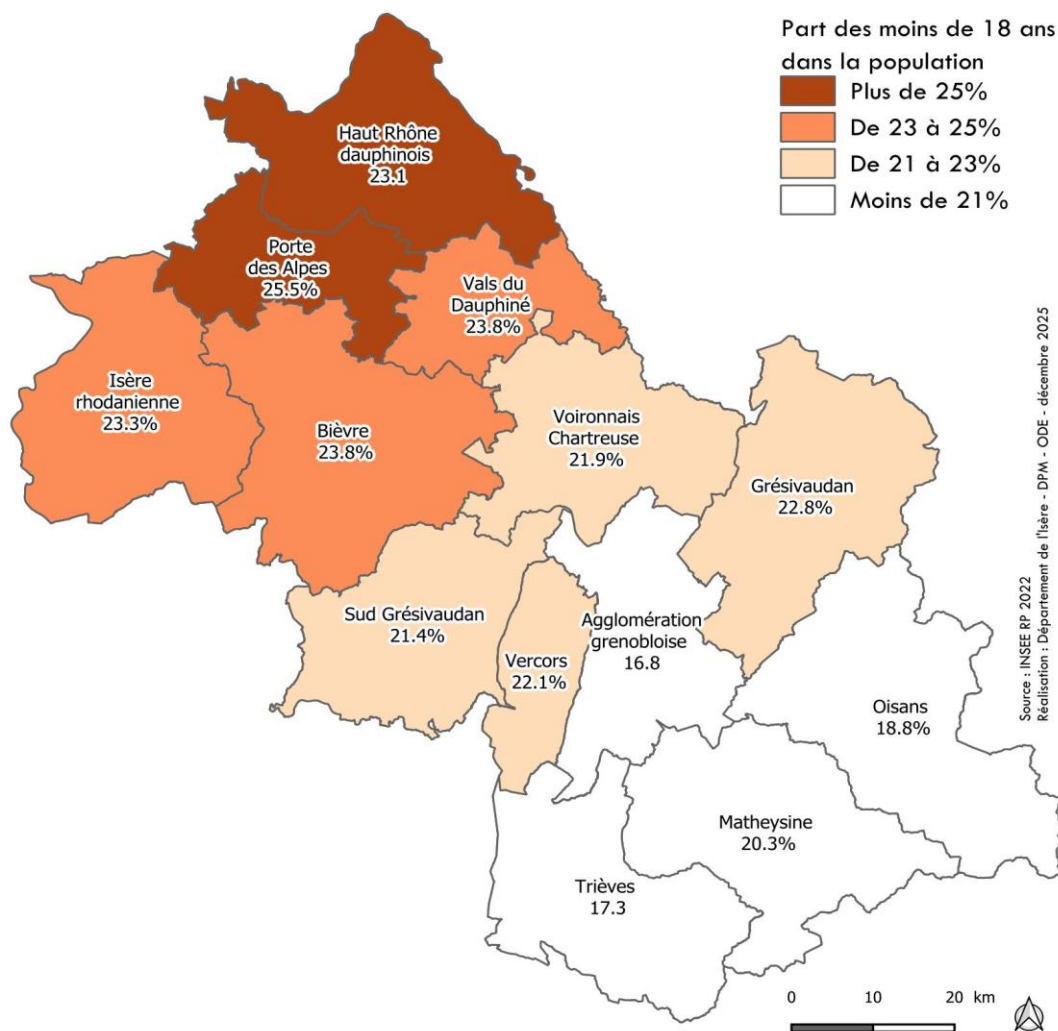 Part des moins de 18 ans
dans la population
Plus de 25%
De 23 à 25%
De 21 à 23%
Moins de 21%
Haut Rhône
dauphinois
23.1
Porte
des Alpes
25.5%
Vals du
Dauphiné
23.8%
Isère
rhodanienne
23.3%
Bièvre
23.8%
Voironnais
Chartreuse
21.9%
Grésivaudan
22.8%
Sud Grésivaudan
21.4%
Vercors
22.1%
Agglomération
grenobloise
16.8
Oisans
18.8%
Matheysine
20.3%
Trièves
17.3
Source : INSEE RP 2022
Réalisation : Département de l'Isère - DPM - ODE - décembre 2025
0 10 20 km